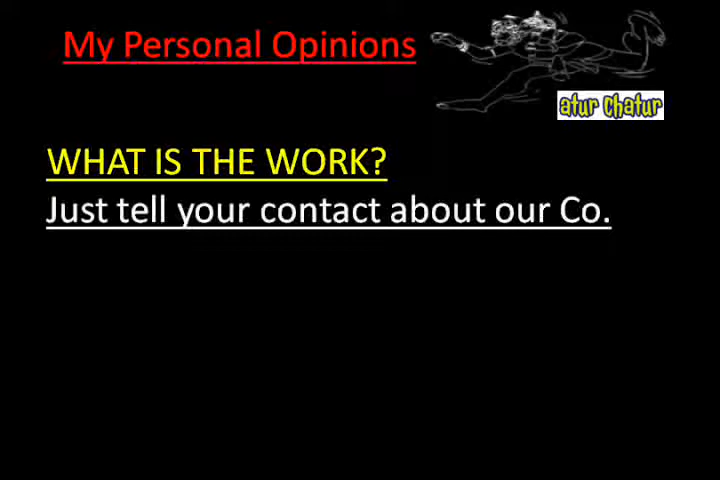 My Personal Opinions
atur chatur
WHAT IS THE WORK?
Just tell your contact about our Co.